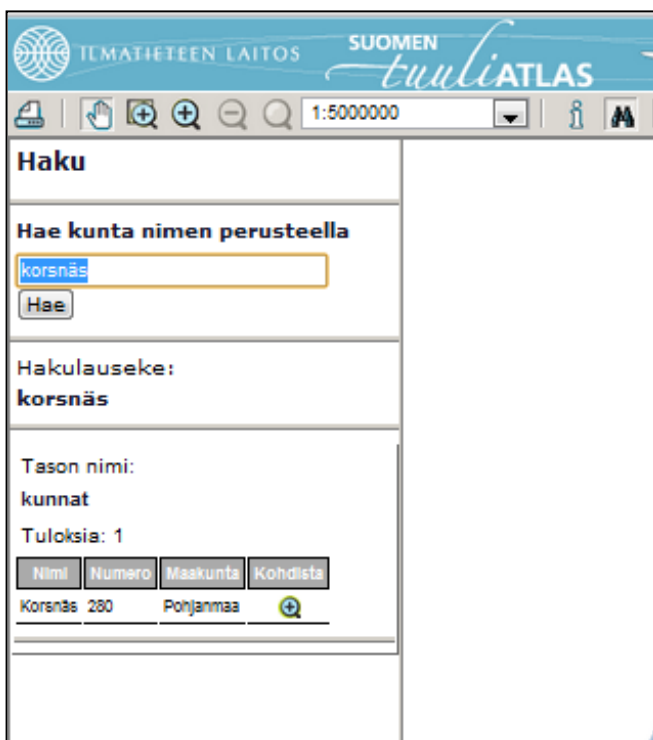 ILMATIETEEN LAITOS
SUOMEN
tuuliATLAS
1:5000000
Haku
Hae kunta nimen perusteella
korsnäs
Hae
Hakulauseke:
korsnäs
Tason nimi:
kunnat
Tuloksia: 1
Nimi Numero Maakunta Kohdista
Korsnäs 280 Pohjanmaa